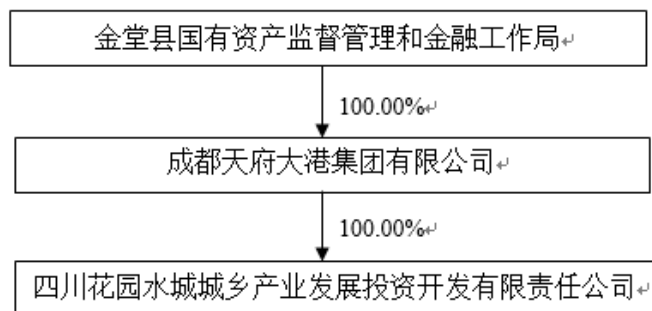 金堂县国有资产监督管理和金融工作局↵
100.00%↵
成都天府大港集团有限公司↵
100.00%↵
四川花园水城城乡产业发展投资开发有限责任公司↵